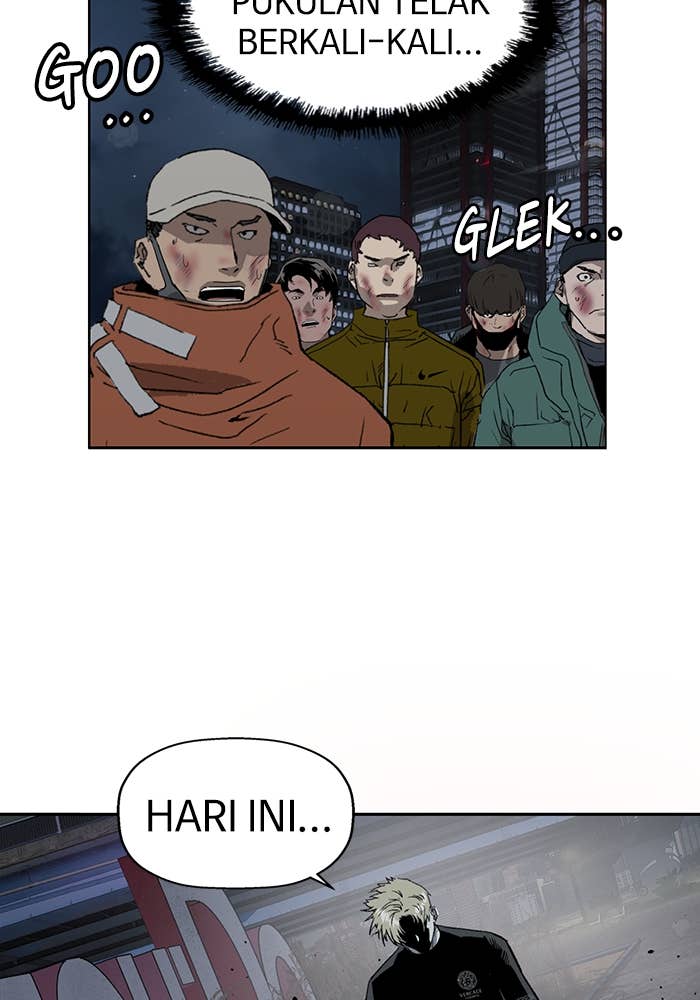 PUKULAN TELAK
BERKALI-KALI...
GOO
...
GLEK...
HARI INI...